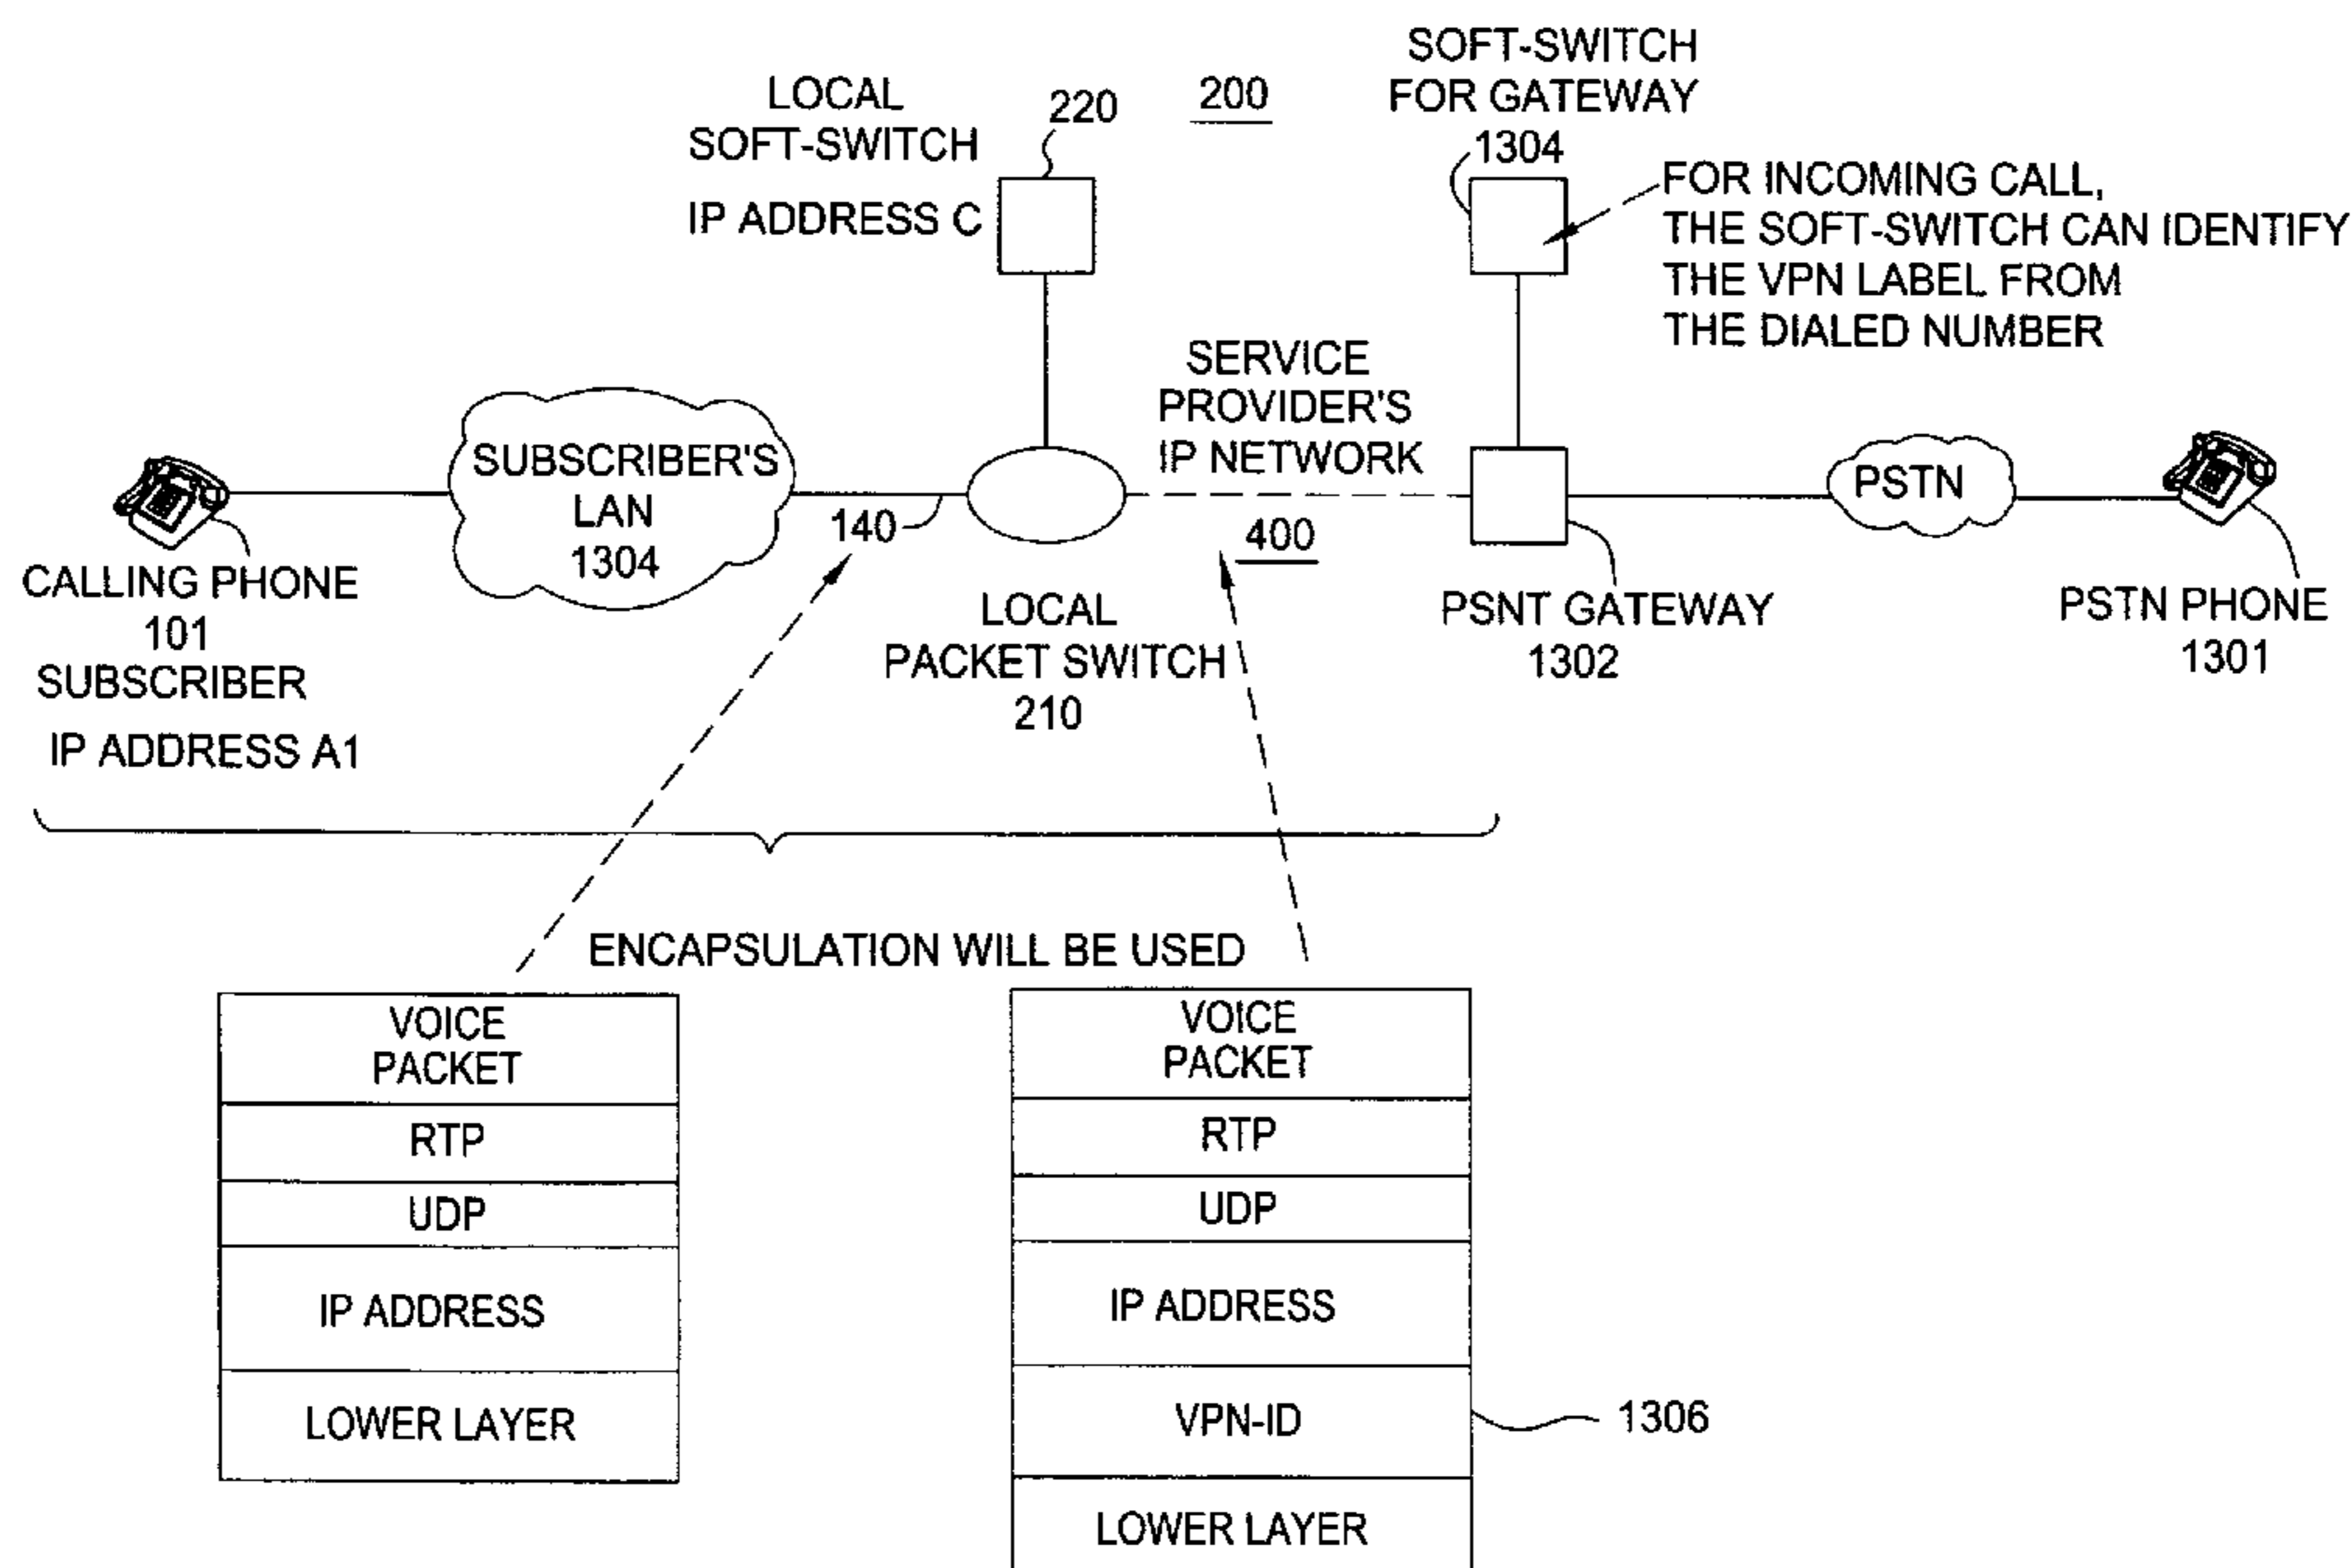 LOCAL
SOFT-SWITCH
IP ADDRESS C
220
200
SOFT-SWITCH
FOR GATEWAY
1304
FOR INCOMING CALL,
THE SOFT-SWITCH CAN IDENTIFY
THE VPN LABEL FROM
THE DIALED NUMBER
SERVICE
PROVIDER'S
IP NETWORK
400
SUBSCRIBER'S
LAN
1304
140
PSTN
CALLING PHONE
101
SUBSCRIBER
IP ADDRESS A1
LOCAL
PACKET SWITCH
210
PSNT GATEWAY
1302
PSTN PHONE
1301
ENCAPSULATION WILL BE USED
VOICE
PACKET
RTP
UDP
IP ADDRESS
LOWER LAYER
VOICE
PACKET
RTP
UDP
IP ADDRESS
VPN-ID
1306
LOWER LAYER